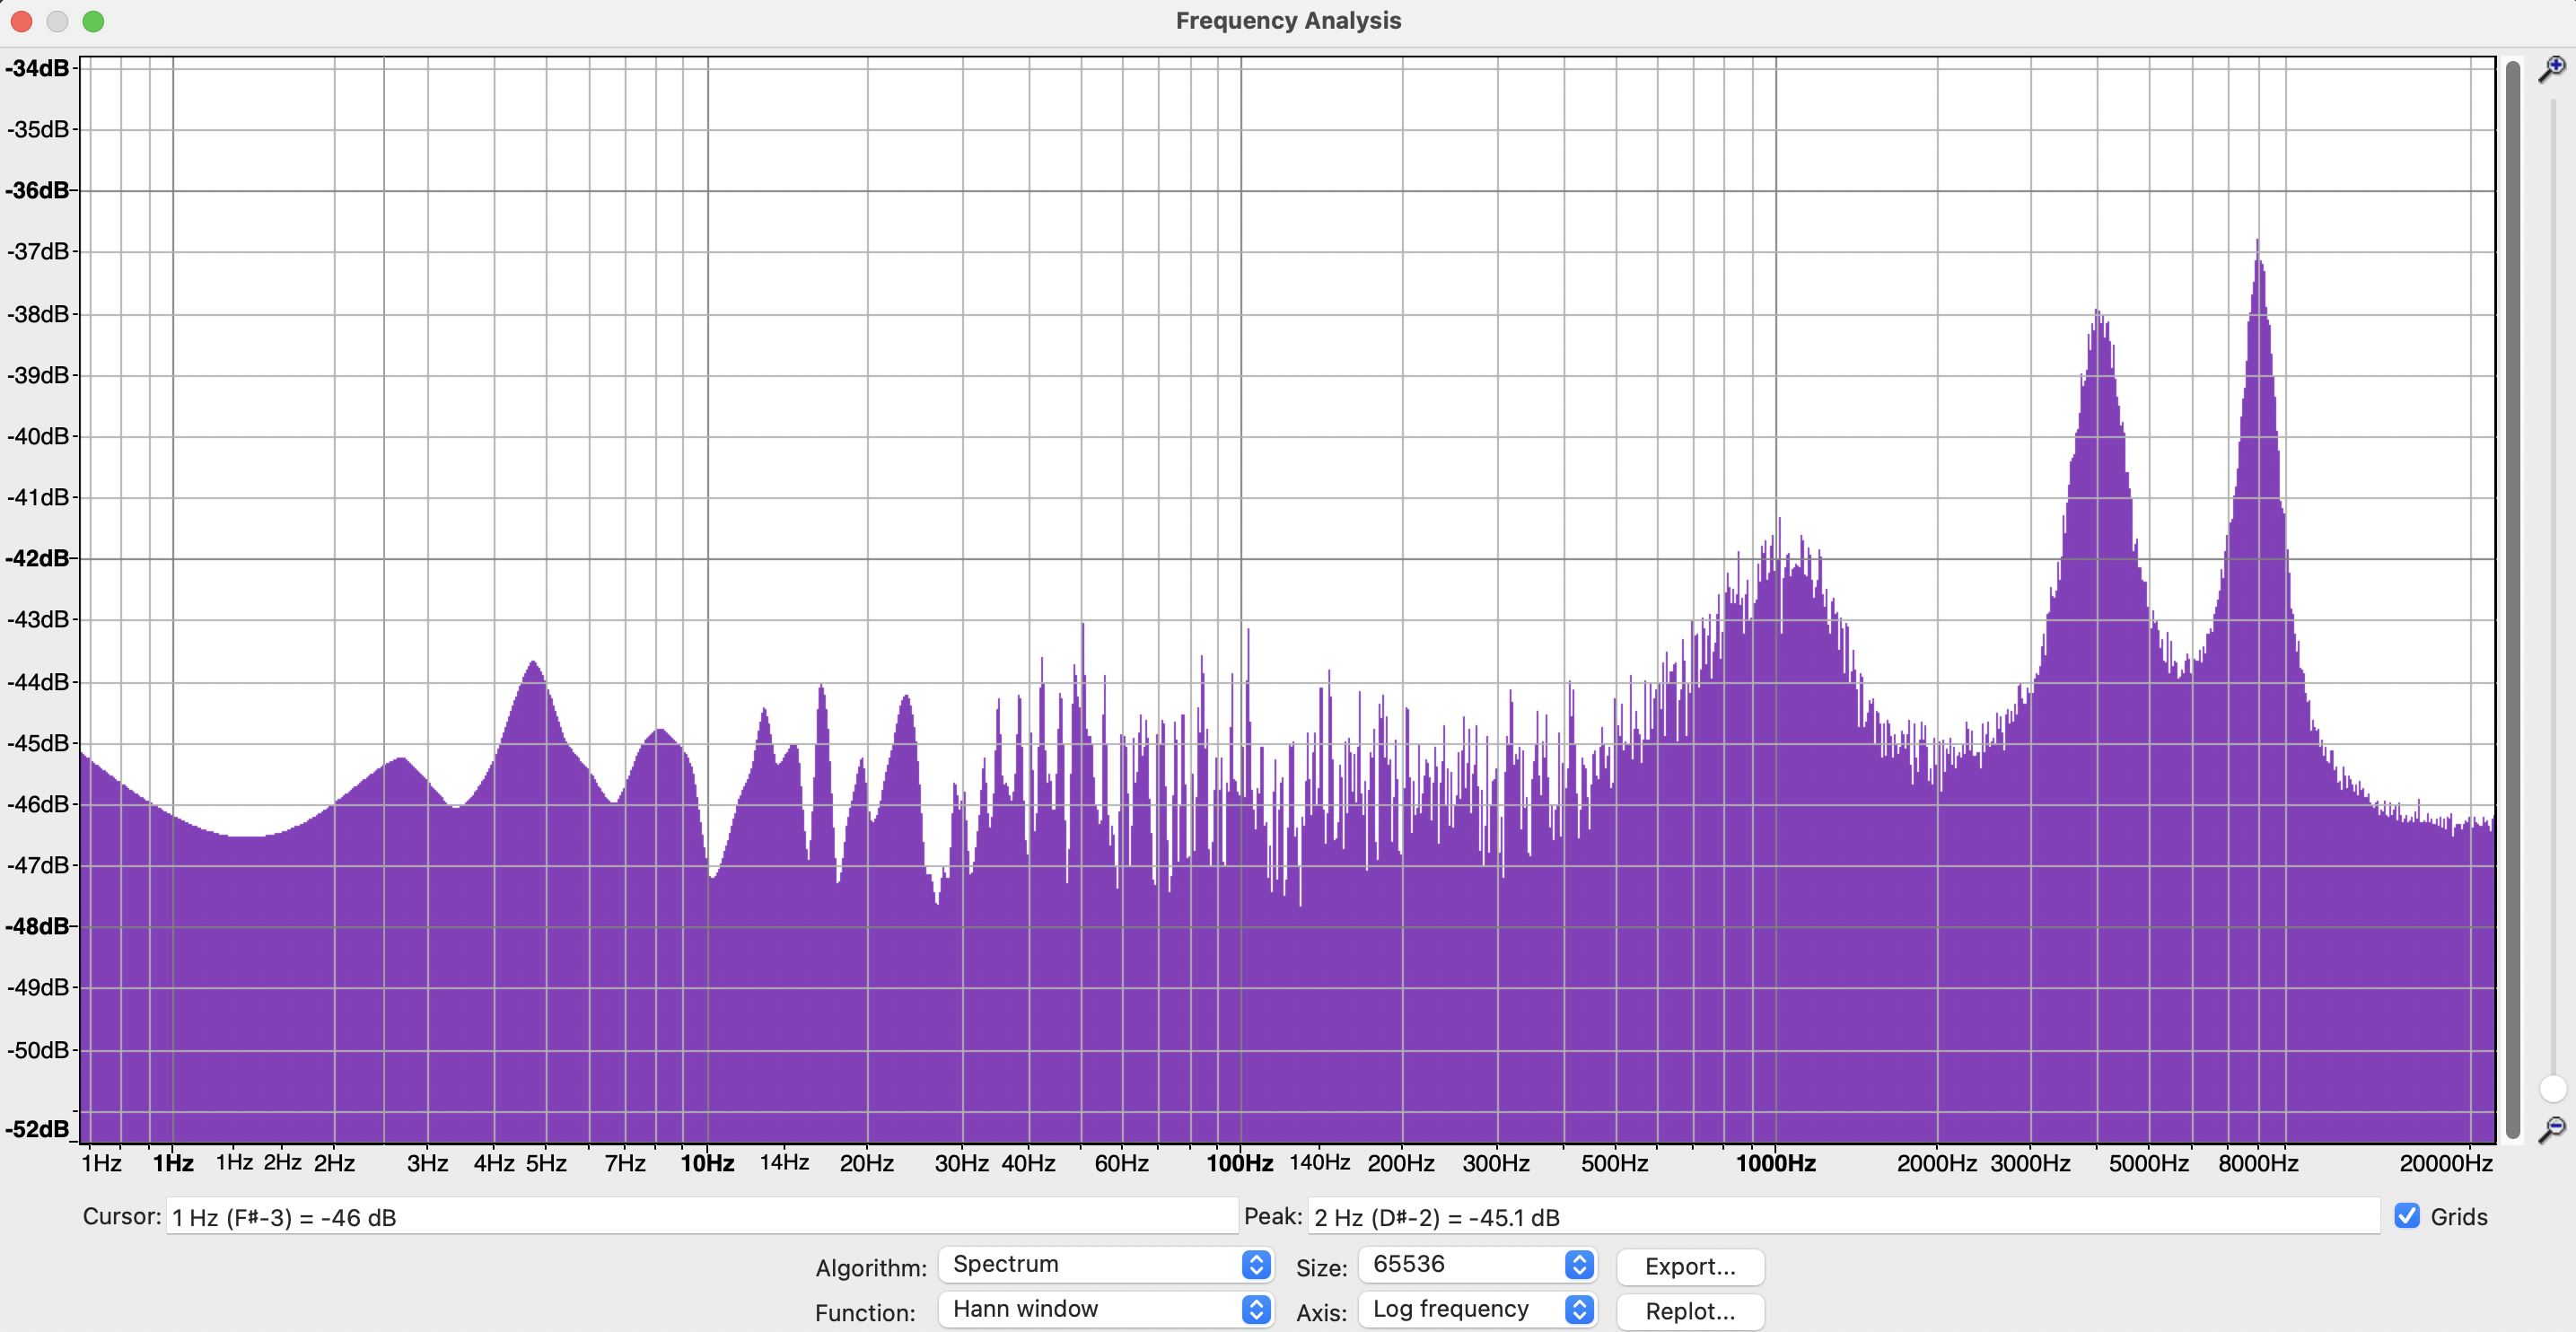 Frequency Analysis
-34dB
-35dB
-36dB
-37dB
-38dB
-39dB
-40dB
-41dB
-42dB
-43dB
-44dB
-45dB
-46dB
-47dB
-48dB
-49dB
-50dB
-52dB
1Hz 1Hz 1Hz 2Hz 2Hz 3Hz 4Hz 5Hz 7Hz 10Hz 14Hz 20Hz 30Hz 40Hz 60Hz 100Hz 140Hz 200Hz 300Hz 500Hz 1000Hz 2000Hz 3000Hz 5000Hz 8000Hz 20000Hz
Cursor: 1 Hz (F#-3) = -46 dB Peak: 2 Hz (D#-2) = -45.1 dB Grids
Algorithm: Spectrum Size: 65536 Export...
Function: Hann window Axis: Log frequency Replot...